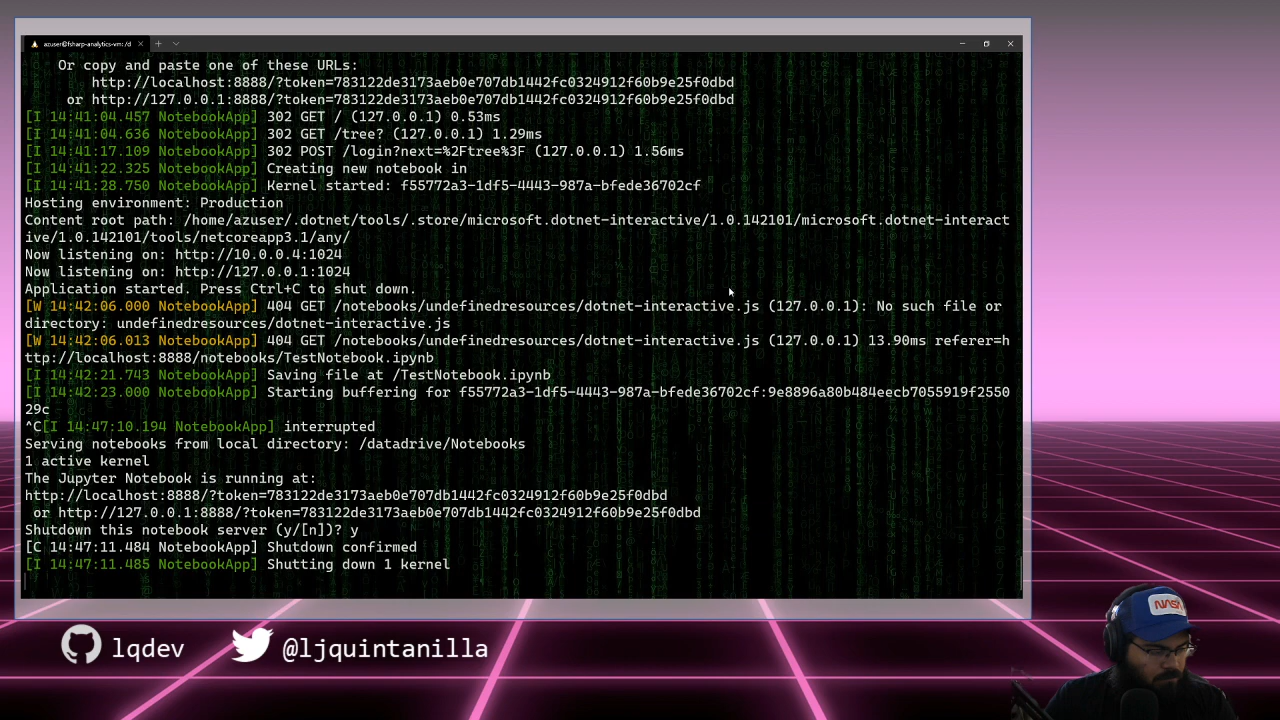 azuser@fsharp-analytics-vm: /d
Or copy and paste one of these URLs:
http://localhost:8888/?token=783122de3173aeb0e707db1442fc0324912f60b9e25f0dbd
or http://127.0.0.1:8888/?token=783122de3173aeb0e707db1442fc0324912f60b9e25f0dbd
[I 14:41:04.457 NotebookApp] 302 GET / (127.0.0.1) 0.53ms
[I 14:41:04.636 NotebookApp] 302 GET /tree? (127.0.0.1) 1.29ms
[I 14:41:17.109 NotebookApp] 302 POST /login?next=%2Ftree%3F (127.0.0.1) 1.56ms
[I 14:41:22.325 NotebookApp] Creating new notebook in
[I 14:41:28.750 NotebookApp] Kernel started: f55772a3-1df5-4443-987a-bfede36702cf
Hosting environment: Production
Content root path: /home/azuser/.dotnet/tools/.store/microsoft.dotnet-interactive/1.0.142101/microsoft.dotnet-interact
ive/1.0.142101/tools/netcoreapp3.1/any/
Now listening on: http://10.0.0.4:1024
Now listening on: http://127.0.0.1:1024
Application started. Press Ctrl+C to shut down.
[W 14:42:06.000 NotebookApp] 404 GET /notebooks/undefinedresources/dotnet-interactive.js (127.0.0.1): No such file or
directory: undefinedresources/dotnet-interactive.js
[W 14:42:06.013 NotebookApp] 404 GET /notebooks/undefinedresources/dotnet-interactive.js (127.0.0.1) 13.90ms referer=h
ttp://localhost:8888/notebooks/TestNotebook.ipynb
[I 14:42:21.743 NotebookApp] Saving file at /TestNotebook.ipynb
[I 14:42:23.000 NotebookApp] Starting buffering for f55772a3-1df5-4443-987a-bfede36702cf:9e8896a80b484eecb7055919f2550
29c
^C[I 14:47:10.194 NotebookApp] interrupted
Serving notebooks from local directory: /datadrive/Notebooks
1 active kernel
The Jupyter Notebook is running at:
http://localhost:8888/?token=783122de3173aeb0e707db1442fc0324912f60b9e25f0dbd
or http://127.0.0.1:8888/?token=783122de3173aeb0e707db1442fc0324912f60b9e25f0dbd
Shutdown this notebook server (y/[n])? y
[C 14:47:11.484 NotebookApp] Shutdown confirmed
[I 14:47:11.485 NotebookApp] Shutting down 1 kernel
lqdev
@ljquintanilla
NASA